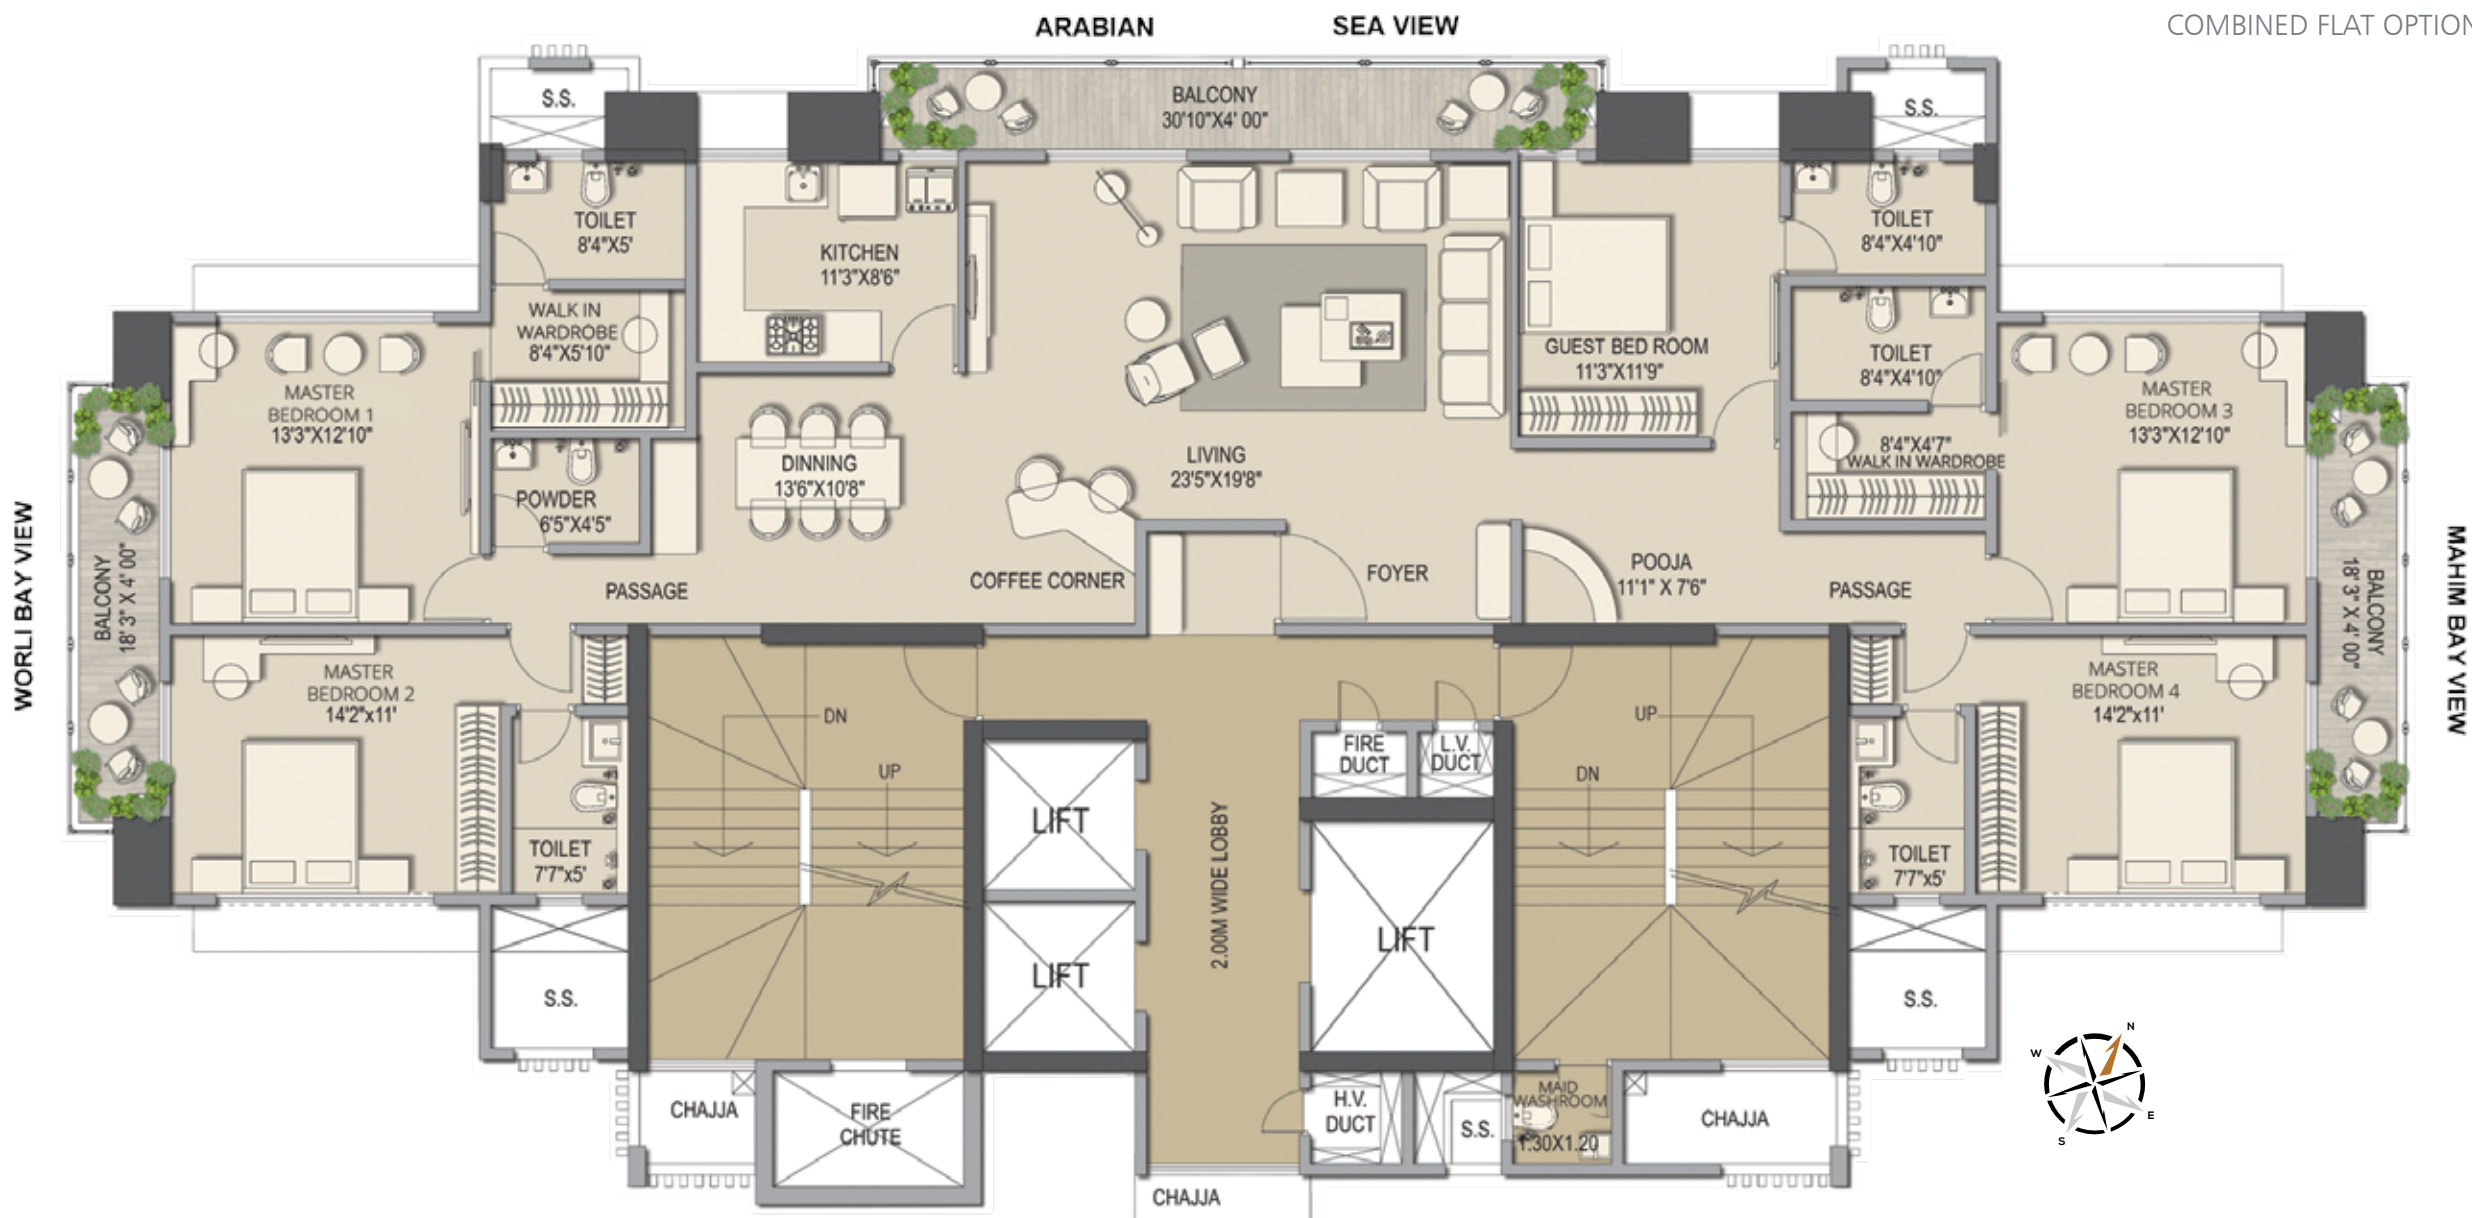 ARABIAN SEA VIEW
COMBINED FLAT OPTION
S.S.
BALCONY
30'10"X4' 00"
S.S.
TOILET
8'4"X5'
KITCHEN
11'3"X8'6"
TOILET
8'4"X4'10"
WALK IN
WARDROBE
8'4"X5'10"
GUEST BED ROOM
11'3"X11'9"
TOILET
8'4"X4'10"
MASTER
BEDROOM 1
13'3"X12'10"
MASTER
BEDROOM 3
13'3"X12'10"
8'4"X4'7"
WALK IN WARDROBE
DINNING
13'6"X10'8"
LIVING
23'5"X19'8"
POWDER
6'5"X4'5"
WORLI BAY VIEW
BALCONY
18' 3" X 4' 00"
PASSAGE
COFFEE CORNER
FOYER
POOJA
11'1" X 7'6"
PASSAGE
BALCONY
18' 3" X 4' 00"
MAHIM BAY VIEW
MASTER
BEDROOM 2
14'2"x11'
MASTER
BEDROOM 4
14'2"x11'
DN
UP
UP
DN
FIRE
DUCT
L.V.
DUCT
LIFT
2.00M WIDE LOBBY
TOILET
7'7"x5'
TOILET
7'7"x5'
LIFT
LIFT
S.S.
S.S.
N
W
E
S
CHAJJA
FIRE
CHUTE
H.V.
DUCT
S.S.
MAID
WASHROOM
1.30X1.20
CHAJJA
CHAJJA